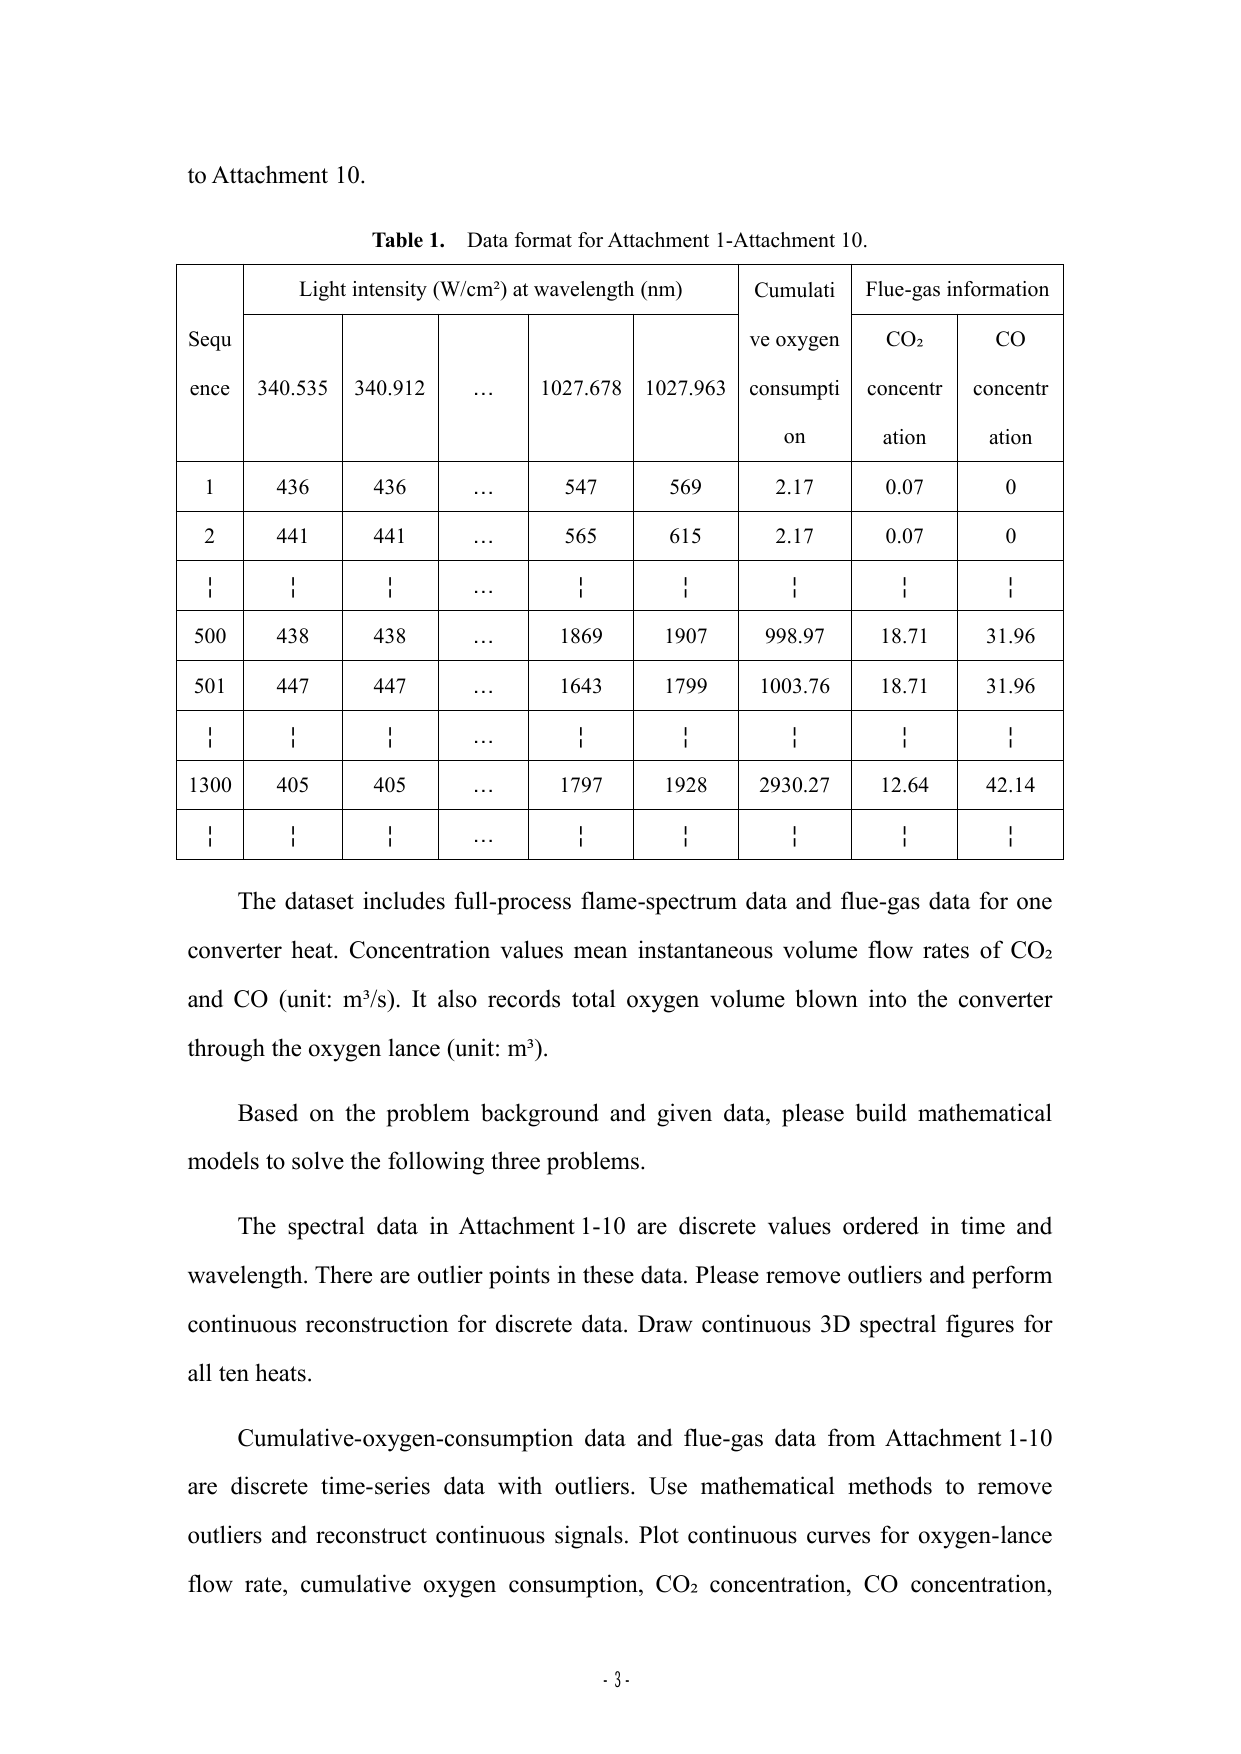 to Attachment 10.
Table 1. Data format for Attachment 1-Attachment 10.
Sequ
ence
Light intensity (W/cm²) at wavelength (nm)
Cumulati
ve oxygen
consumpti
on
Flue-gas information
340.535 340.912 … 1027.678 1027.963
CO₂
concentr
ation
CO
concentr
ation
1 436 436 … 547 569 2.17 0.07 0
2 441 441 … 565 615 2.17 0.07 0
¦ ¦ ¦ … ¦ ¦ ¦ ¦ ¦
500 438 438 … 1869 1907 998.97 18.71 31.96
501 447 447 … 1643 1799 1003.76 18.71 31.96
¦ ¦ ¦ … ¦ ¦ ¦ ¦ ¦
1300 405 405 … 1797 1928 2930.27 12.64 42.14
¦ ¦ ¦ … ¦ ¦ ¦ ¦ ¦
The dataset includes full-process flame-spectrum data and flue-gas data for one
converter heat. Concentration values mean instantaneous volume flow rates of CO₂
and CO (unit: m³/s). It also records total oxygen volume blown into the converter
through the oxygen lance (unit: m³).
Based on the problem background and given data, please build mathematical
models to solve the following three problems.
The spectral data in Attachment 1-10 are discrete values ordered in time and
wavelength. There are outlier points in these data. Please remove outliers and perform
continuous reconstruction for discrete data. Draw continuous 3D spectral figures for
all ten heats.
Cumulative-oxygen-consumption data and flue-gas data from Attachment 1-10
are discrete time-series data with outliers. Use mathematical methods to remove
outliers and reconstruct continuous signals. Plot continuous curves for oxygen-lance
flow rate, cumulative oxygen consumption, CO₂ concentration, CO concentration,
- 3 -